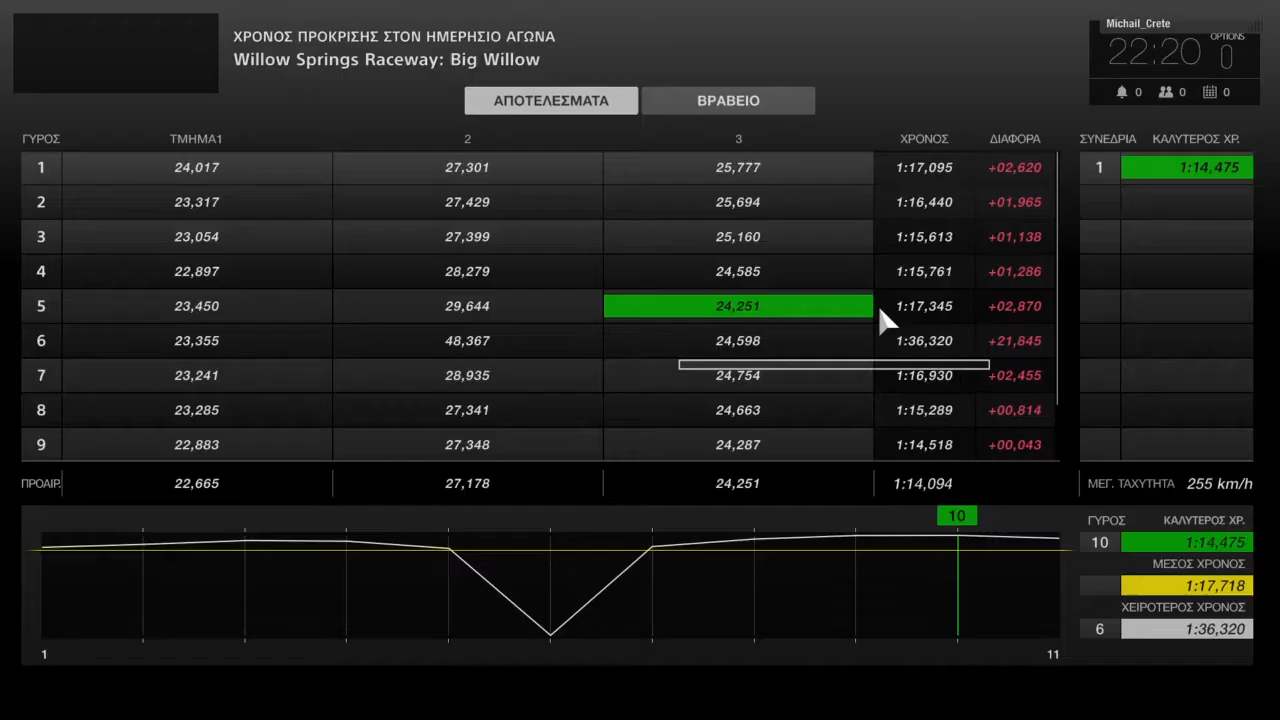 ΧΡΟΝΟΣ ΠΡΟΚΡΙΣΗΣ ΣΤΟΝ ΗΜΕΡΗΣΙΟ ΑΓΩΝΑ
Willow Springs Raceway: Big Willow
Michail_Crete
22:20 OPTIONS
0 0 0
ΑΠΟΤΕΛΕΣΜΑΤΑ ΒΡΑΒΕΙΟ
ΓΥΡΟΣ ΤΜΗΜΑ1 2 3 ΧΡΟΝΟΣ ΔΙΑΦΟΡΑ ΣΥΝΕΔΡΙΑ ΚΑΛΥΤΕΡΟΣ ΧΡ.
1 24,017 27,301 25,777 1:17,095 +02,620 1 1:14,475
2 23,317 27,429 25,694 1:16,440 +01,965
3 23,054 27,399 25,160 1:15,613 +01,138
4 22,897 28,279 24,585 1:15,761 +01,286
5 23,450 29,644 24,251 1:17,345 +02,870
6 23,355 48,367 24,598 1:36,320 +21,845
7 23,241 28,935 24,754 1:16,930 +02,455
8 23,285 27,341 24,663 1:15,289 +00,814
9 22,883 27,348 24,287 1:14,518 +00,043
ΠΡΟΑΙΡ. 22,665 27,178 24,251 1:14,094 ΜΕΓ. ΤΑΧΥΤΗΤΑ 255 km/h
10
ΓΥΡΟΣ ΚΑΛΥΤΕΡΟΣ ΧΡ.
10 1:14,475
ΜΕΣΟΣ ΧΡΟΝΟΣ
1:17,718
ΧΕΙΡΟΤΕΡΟΣ ΧΡΟΝΟΣ
6 1:36,320
1 11